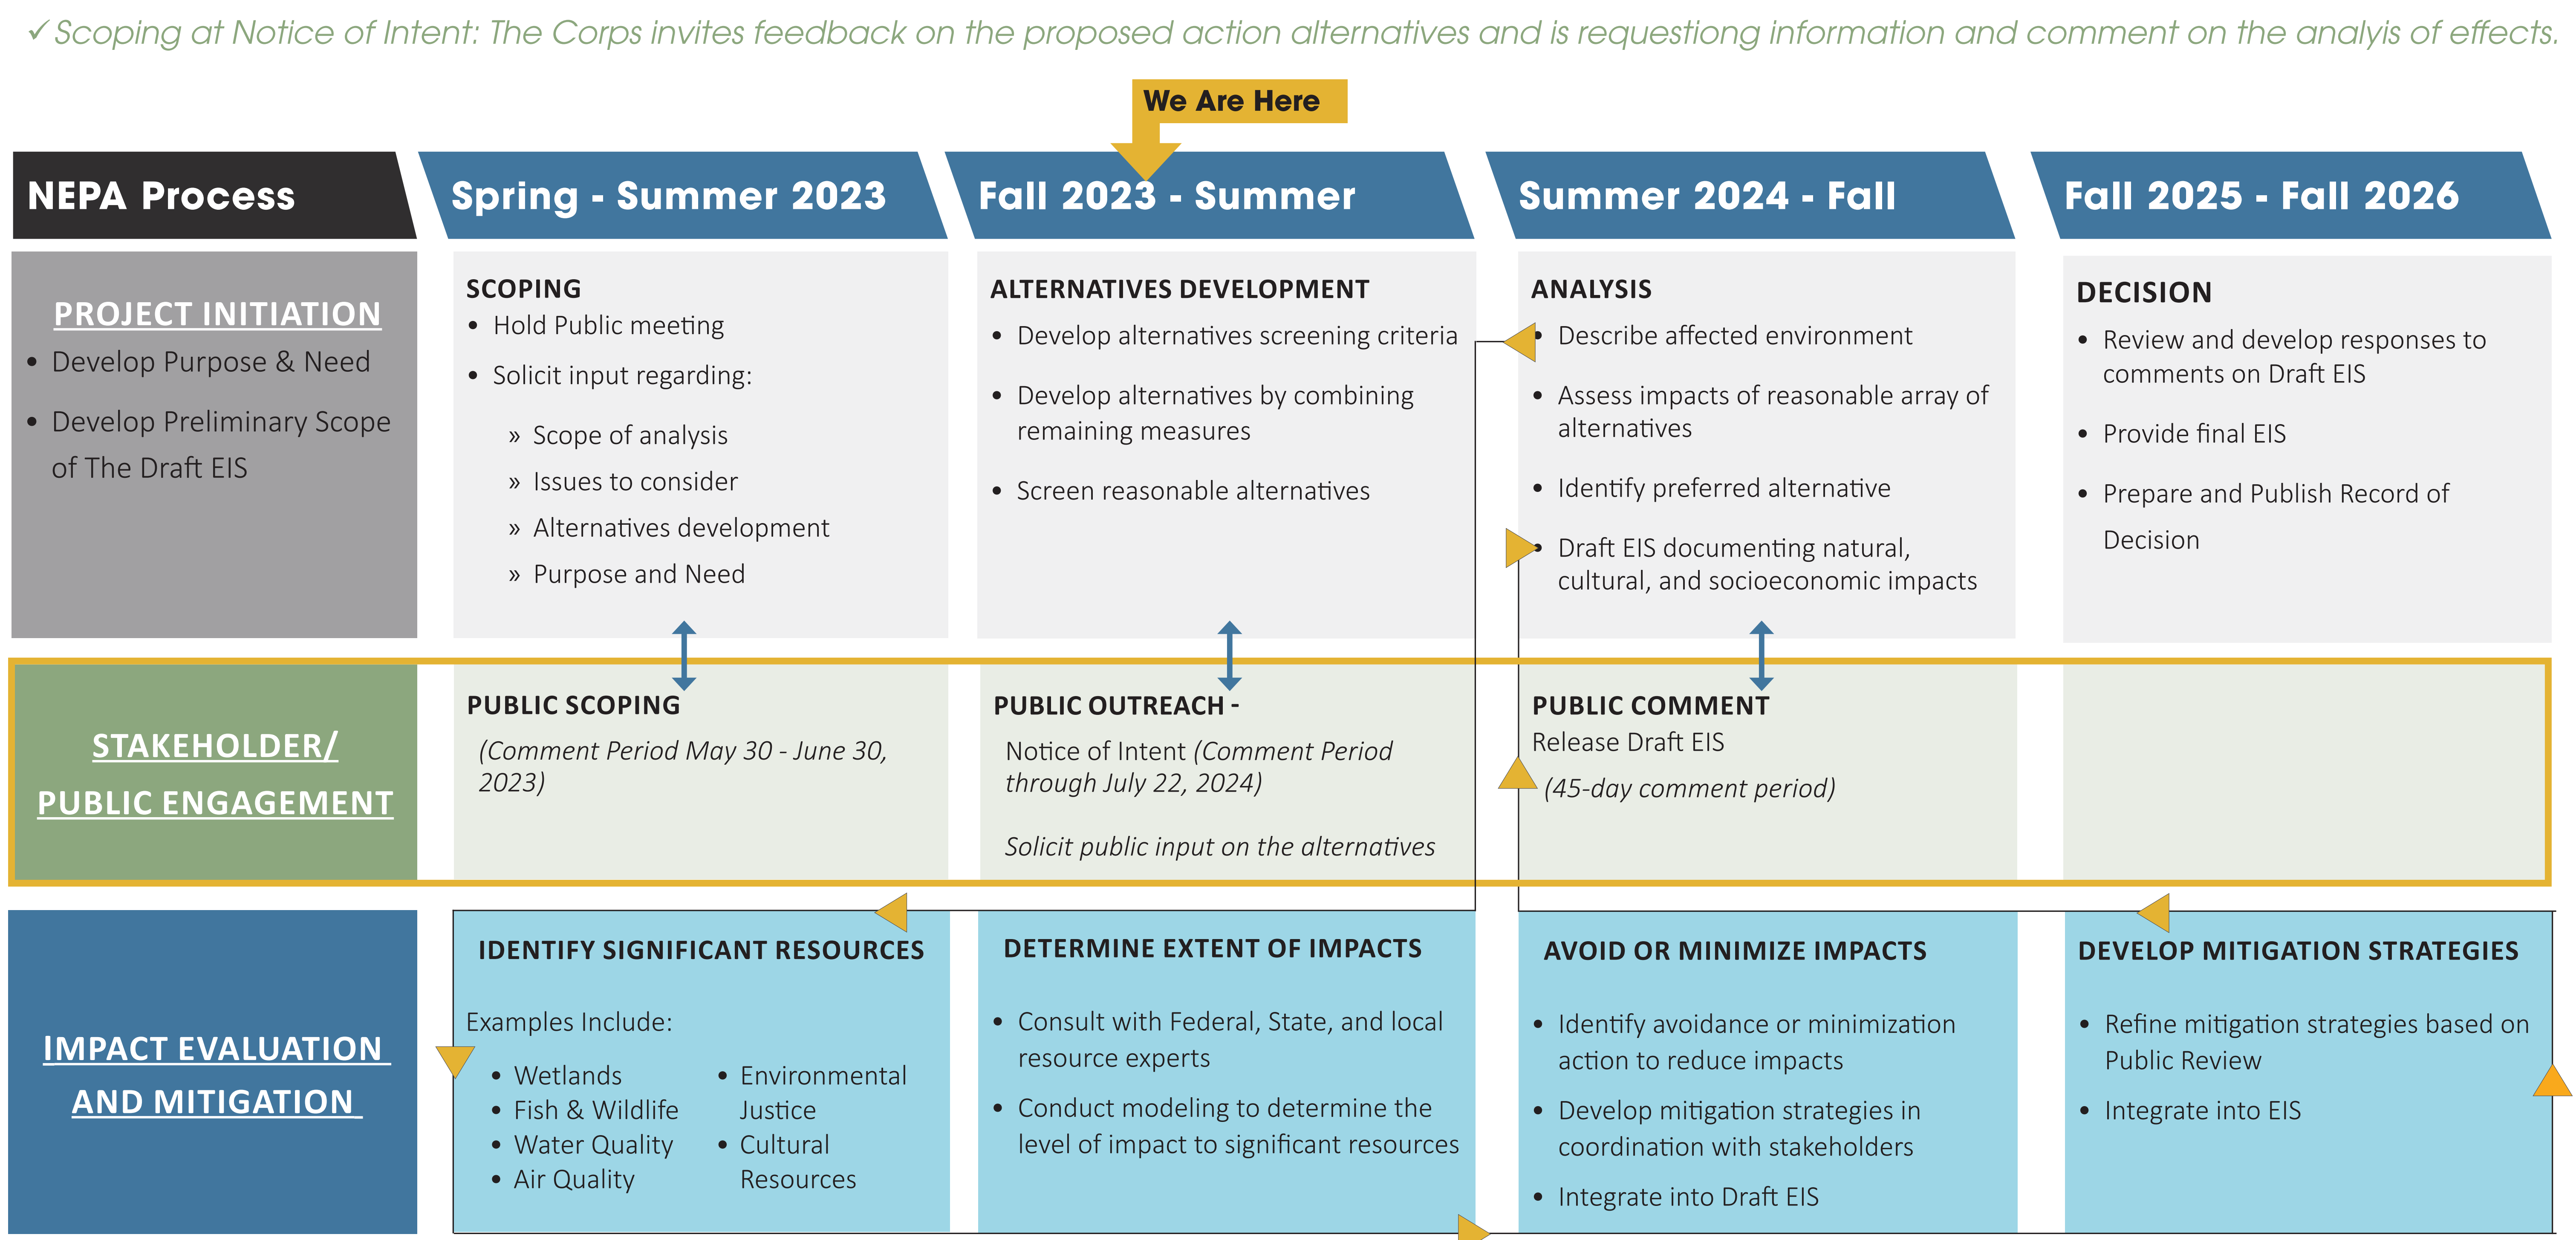 ✓ Scoping at Notice of Intent: The Corps invites feedback on the proposed action alternatives and is requestiong information and comment on the analyis of effects.
We Are Here
NEPA Process
Spring - Summer 2023
Fall 2023 - Summer
Summer 2024 - Fall
Fall 2025 - Fall 2026
PROJECT INITIATION
• Develop Purpose & Need
• Develop Preliminary Scope
of The Draft EIS
SCOPING
• Hold Public meeting
• Solicit input regarding:
» Scope of analysis
» Issues to consider
» Alternatives development
» Purpose and Need
ALTERNATIVES DEVELOPMENT
• Develop alternatives screening criteria
• Develop alternatives by combining
remaining measures
• Screen reasonable alternatives
ANALYSIS
• Describe affected environment
• Assess impacts of reasonable array of
alternatives
• Identify preferred alternative
• Draft EIS documenting natural,
cultural, and socioeconomic impacts
DECISION
• Review and develop responses to
comments on Draft EIS
• Provide final EIS
• Prepare and Publish Record of
Decision
STAKEHOLDER/
PUBLIC ENGAGEMENT
PUBLIC SCOPING
(Comment Period May 30 - June 30,
2023)
PUBLIC OUTREACH -
Notice of Intent (Comment Period
through July 22, 2024)
Solicit public input on the alternatives
PUBLIC COMMENT
Release Draft EIS
(45-day comment period)
IMPACT EVALUATION
AND MITIGATION
IDENTIFY SIGNIFICANT RESOURCES
Examples Include:
• Wetlands
• Fish & Wildlife
• Water Quality
• Air Quality
• Environmental
Justice
• Cultural
Resources
DETERMINE EXTENT OF IMPACTS
• Consult with Federal, State, and local
resource experts
• Conduct modeling to determine the
level of impact to significant resources
AVOID OR MINIMIZE IMPACTS
• Identify avoidance or minimization
action to reduce impacts
• Develop mitigation strategies in
coordination with stakeholders
• Integrate into Draft EIS
DEVELOP MITIGATION STRATEGIES
• Refine mitigation strategies based on
Public Review
• Integrate into EIS